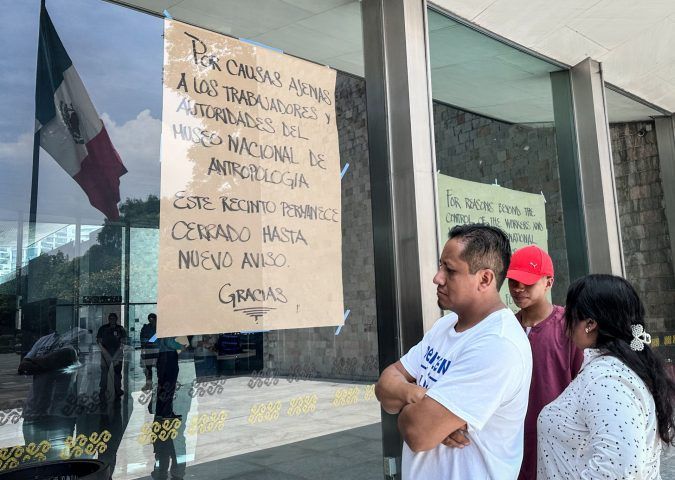 POR CAUSAS AJENAS
A LOS TRABAJADORES Y
AUTORIDADES DEL
MUSEO NACIONAL DE
ANTROPOLOGIA
ESTE RECINTO PERMANECE
CERRADO HASTA
NUEVO AVISO.
GRACIAS
FOR REASONS BEYOND THE
CONTROL OF THE WORKERS AND